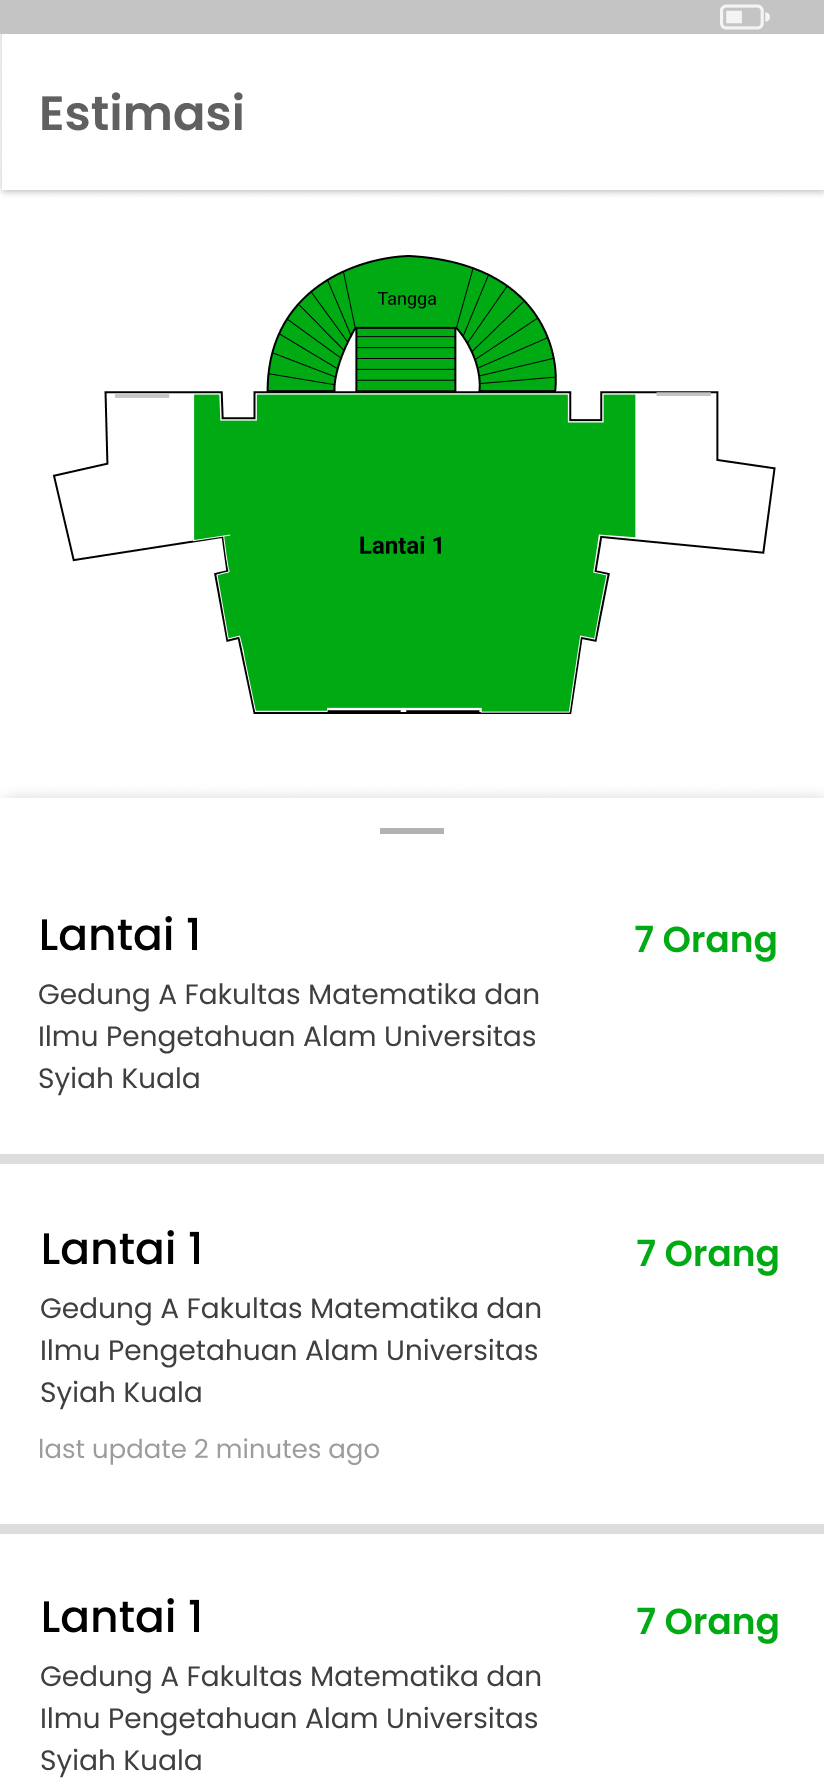 Estimasi
Tangga
Lantai 1
Lantai 1
7 Orang
Gedung A Fakultas Matematika dan
Ilmu Pengetahuan Alam Universitas
Syiah Kuala
Lantai 1
7 Orang
Gedung A Fakultas Matematika dan
Ilmu Pengetahuan Alam Universitas
Syiah Kuala
last update 2 minutes ago
Lantai 1
7 Orang
Gedung A Fakultas Matematika dan
Ilmu Pengetahuan Alam Universitas
Syiah Kuala